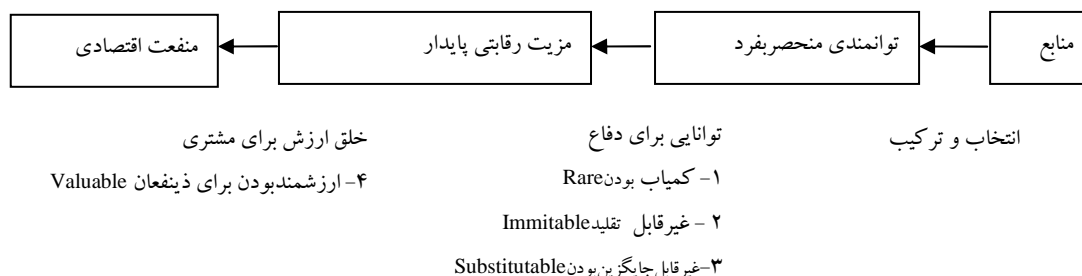 منابع
توانمندی منحصربفرد
مزیت رقابتی پایدار
منفعت اقتصادی
انتخاب و ترکیب
توانایی برای دفاع
۱- کمیاب بودنRare
۲ - غیرقابل تقلیدImmitable
۳-غیرقابل‌جایگزین‌بودنSubstitutable
خلق ارزش برای مشتری
۴- ارزشمندبودن برای ذینفعان Valuable